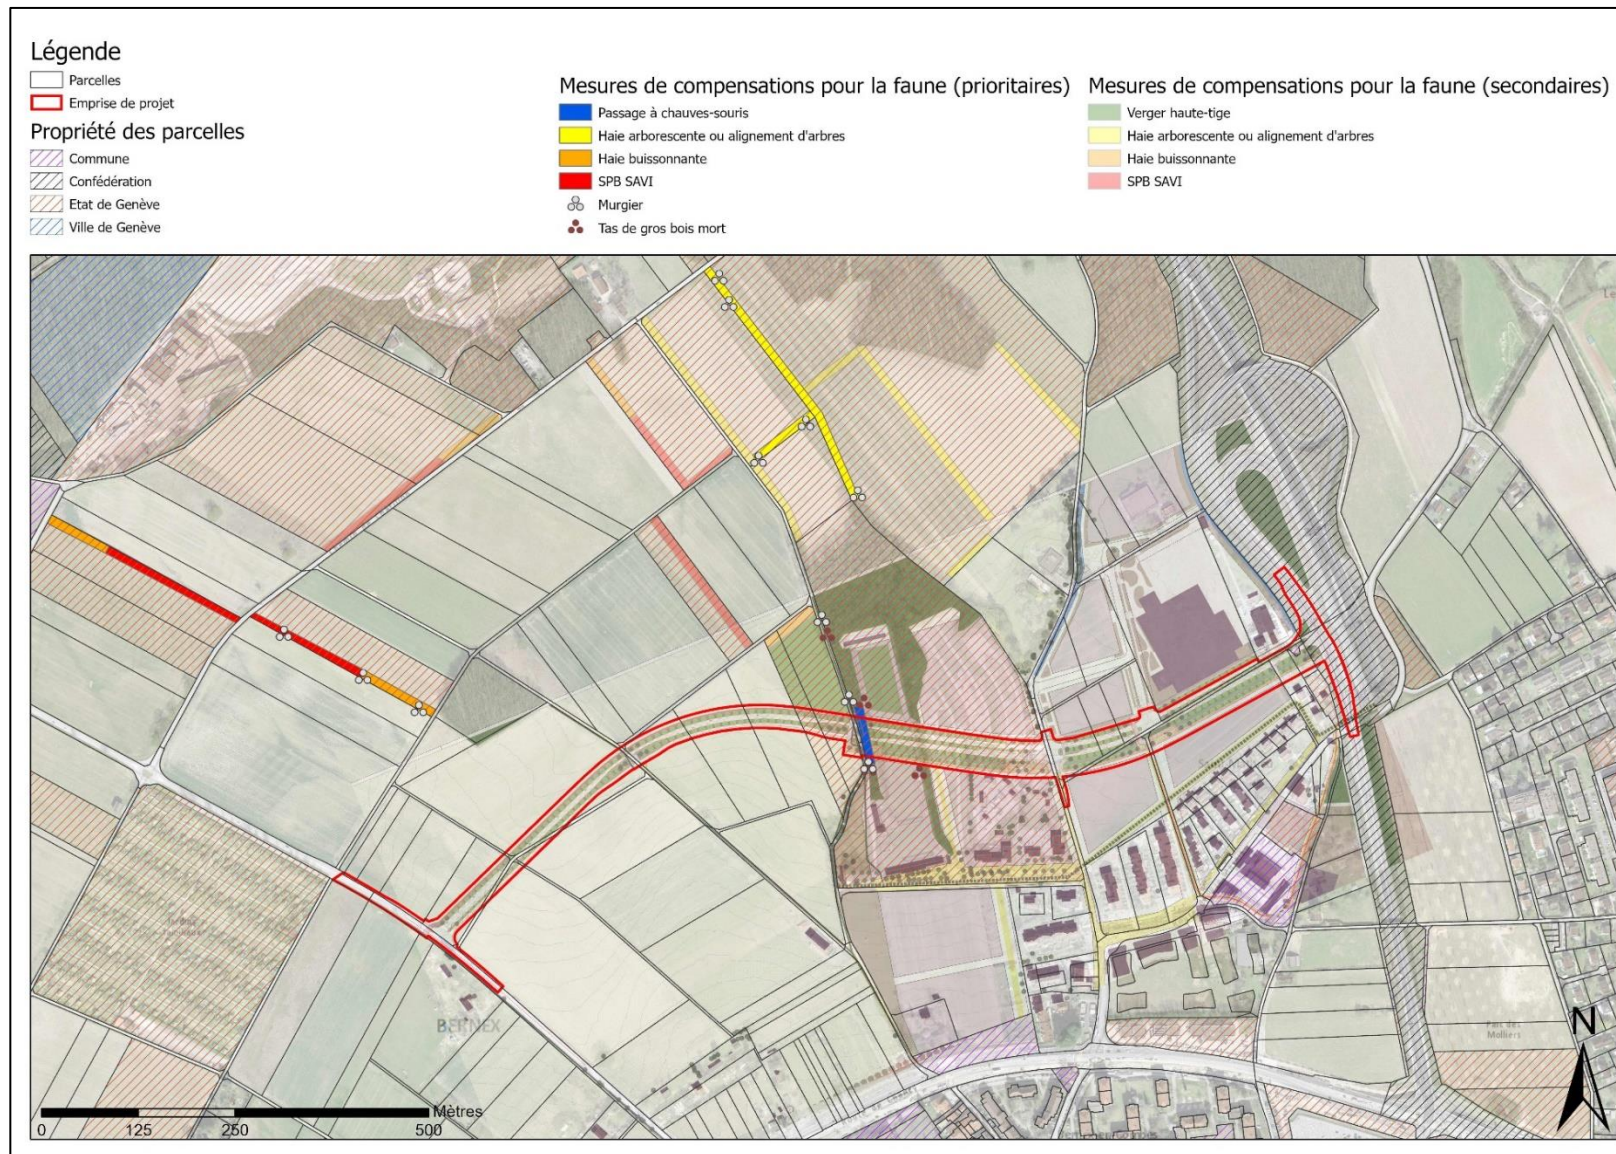 Légende
Parcelles
Emprise de projet
Propriété des parcelles
Commune
Confédération
Etat de Genève
Ville de Genève
Mesures de compensations pour la faune (prioritaires)
Passage à chauves-souris
Haie arborescente ou alignement d'arbres
Haie buissonnante
SPB SAVI
Murgier
Tas de gros bois mort
Mesures de compensations pour la faune (secondaires)
Verger haute-tige
Haie arborescente ou alignement d'arbres
Haie buissonnante
SPB SAVI
BERNEX
Parc des
Molliers
N
Mètres
0 125 250 500